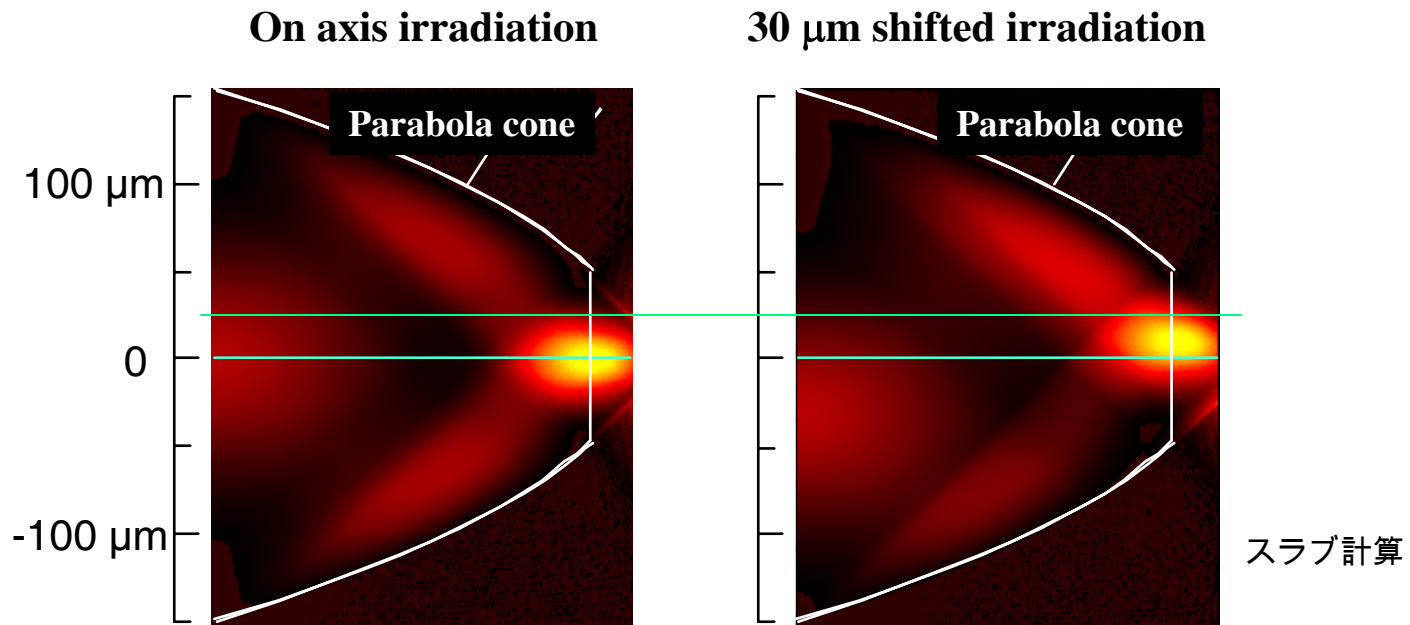 On axis irradiation
30 μm shifted irradiation
Parabola cone
Parabola cone
100 μm
0
-100 μm
スラブ計算